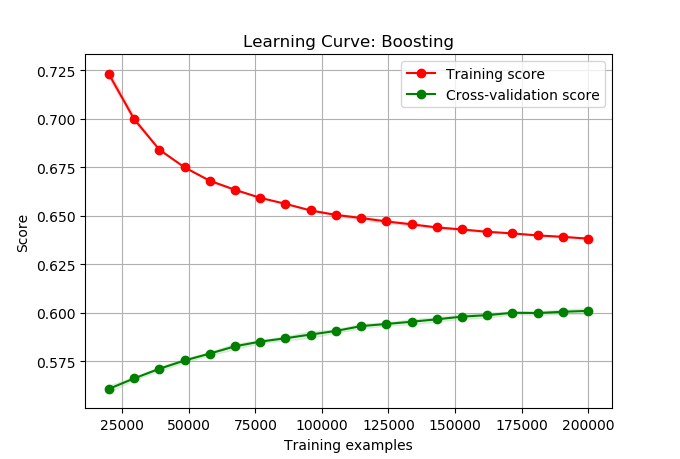 Learning Curve: Boosting
Training score
Cross-validation score
0.725
0.700
0.675
0.650
0.625
0.600
0.575
Score
25000 50000 75000 100000 125000 150000 175000 200000
Training examples